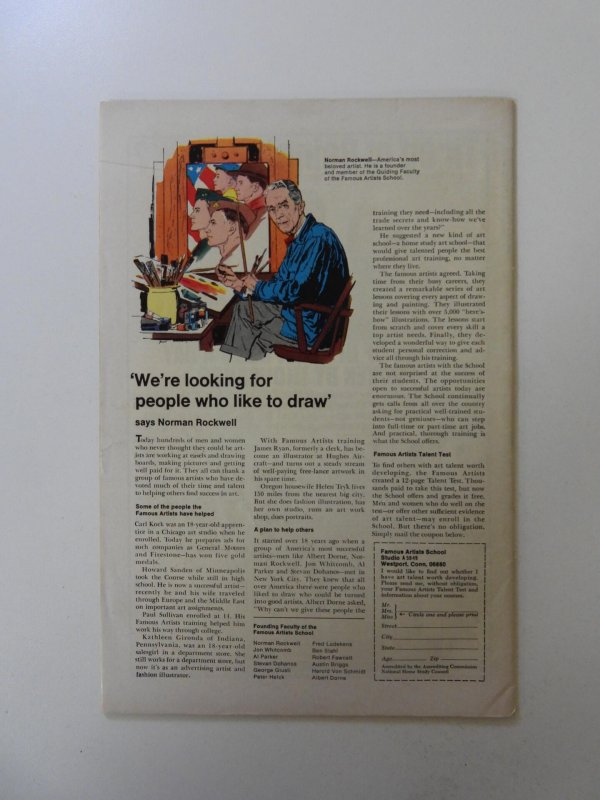 Norman Rockwell—America's most
beloved artist. He is a founder
and member of the Guiding Faculty
of the Famous Artists School.
'We're looking for
people who like to draw'
says Norman Rockwell
Today hundreds of men and women
who never thought they could be art-
ists are working at easels and drawing
boards, making pictures and getting
well paid for it. They all can thank a
group of famous artists who have de-
voted much of their time and talent
to helping others find success in art.
Some of the people the
Famous Artists have helped
Carl Kock was an 18-year-old appren-
tice in a Chicago art studio when he
enrolled. Today he prepares ads for
such companies as General Motors
and Firestone—has won five gold
medals.
Howard Sanden of Minneapolis
took the Course while still in high
school. He is now a successful artist—
recently he and his wife traveled
through Europe and the Middle East
on important art assignments.
Paul Sullivan enrolled at 14. His
Famous Artists training helped him
work his way through college.
Kathleen Gironda of Indiana,
Pennsylvania, was an 18-year-old
salesgirl in a department store. She
still works for a department store, but
now it's as an advertising artist and
fashion illustrator.
With Famous Artists training
James Ryan, formerly a clerk, has be-
come an illustrator at Hughes Air-
craft—and turns out a steady stream
of well-paying free-lance artwork in
his spare time.
Oregon housewife Helen Tryk lives
150 miles from the nearest big city.
But she does fashion illustration, has
her own studio, runs an art work
shop, does portraits.
A plan to help others
It started over 18 years ago when a
group of America's most successful
artists—men like Albert Dorne, Nor-
man Rockwell, Jon Whitcomb, Al
Parker and Stevan Dohanos—met in
New York City. They knew that all
over America there were people who
liked to draw who could be turned
into good artists. Albert Dorne asked,
"Why can't we give these people the
Founding Faculty of the
Famous Artists School
Norman Rockwell
Jon Whitcomb
Al Parker
Stevan Dohanos
George Giusti
Peter Helck
Fred Ludekens
Ben Stahl
Robert Fawcett
Austin Briggs
Harold Von Schmidt
Albert Dorne
training they need—including all the
trade secrets and know-how we've
learned over the years?"
He suggested a new kind of art
school—a home study art school—that
would give talented people the best
professional art training, no matter
where they live.
The famous artists agreed. Taking
time from their busy careers, they
created a remarkable series of art
lessons covering every aspect of draw-
ing and painting. They illustrated
their lessons with over 5,000 "here's-
how" illustrations. The lessons start
from scratch and cover every skill a
top artist needs. Finally, they de-
veloped a wonderful way to give each
student personal correction and ad-
vice all through his training.
The famous artists with the School
are not surprised at the success of
their students. The opportunities
open to successful artists today are
enormous. The School continually
gets calls from all over the country
asking for practical well-trained stu-
dents—not geniuses—who can step
into full-time or part-time art jobs.
And practical, thorough training is
what the School offers.
Famous Artists Talent Test
To find others with art talent worth
developing, the Famous Artists
created a 12-page Talent Test. Thou-
sands paid to take this test, but now
the School offers and grades it free.
Men and women who do well on the
test—or offer other sufficient evidence
of art talent—may enroll in the
School. But there's no obligation.
Simply mail the coupon below.
Famous Artists School
Studio
Westport, Conn. 06880
I would like to find out whether I
have art talent worth developing.
Please send me, without obligation,
your Famous Artists Talent Test and
information about your courses.
Mr.
Mrs.
Miss
Circle one and please print
Street
City
State
Age Zip
Accredited by the Accrediting Commission
National Home Study Council